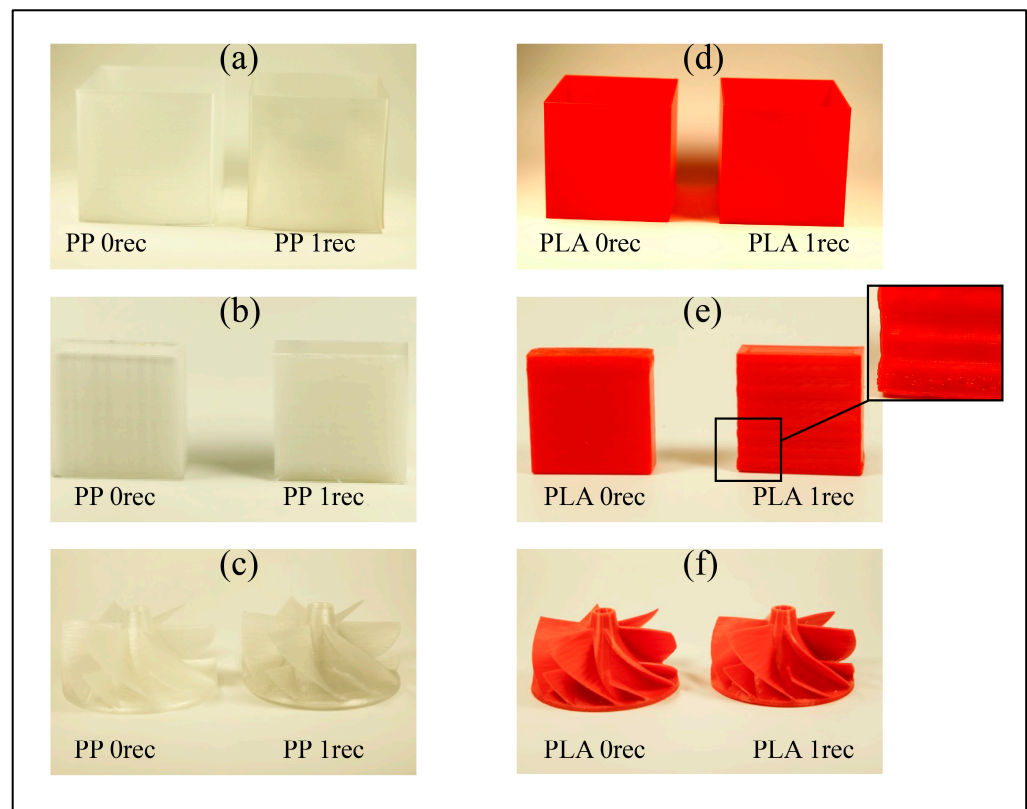 (a)
PP 0rec PP 1rec
(d)
PLA 0rec PLA 1rec
(b)
PP 0rec PP 1rec
(e)
PLA 0rec PLA 1rec
(c)
PP 0rec PP 1rec
(f)
PLA 0rec PLA 1rec